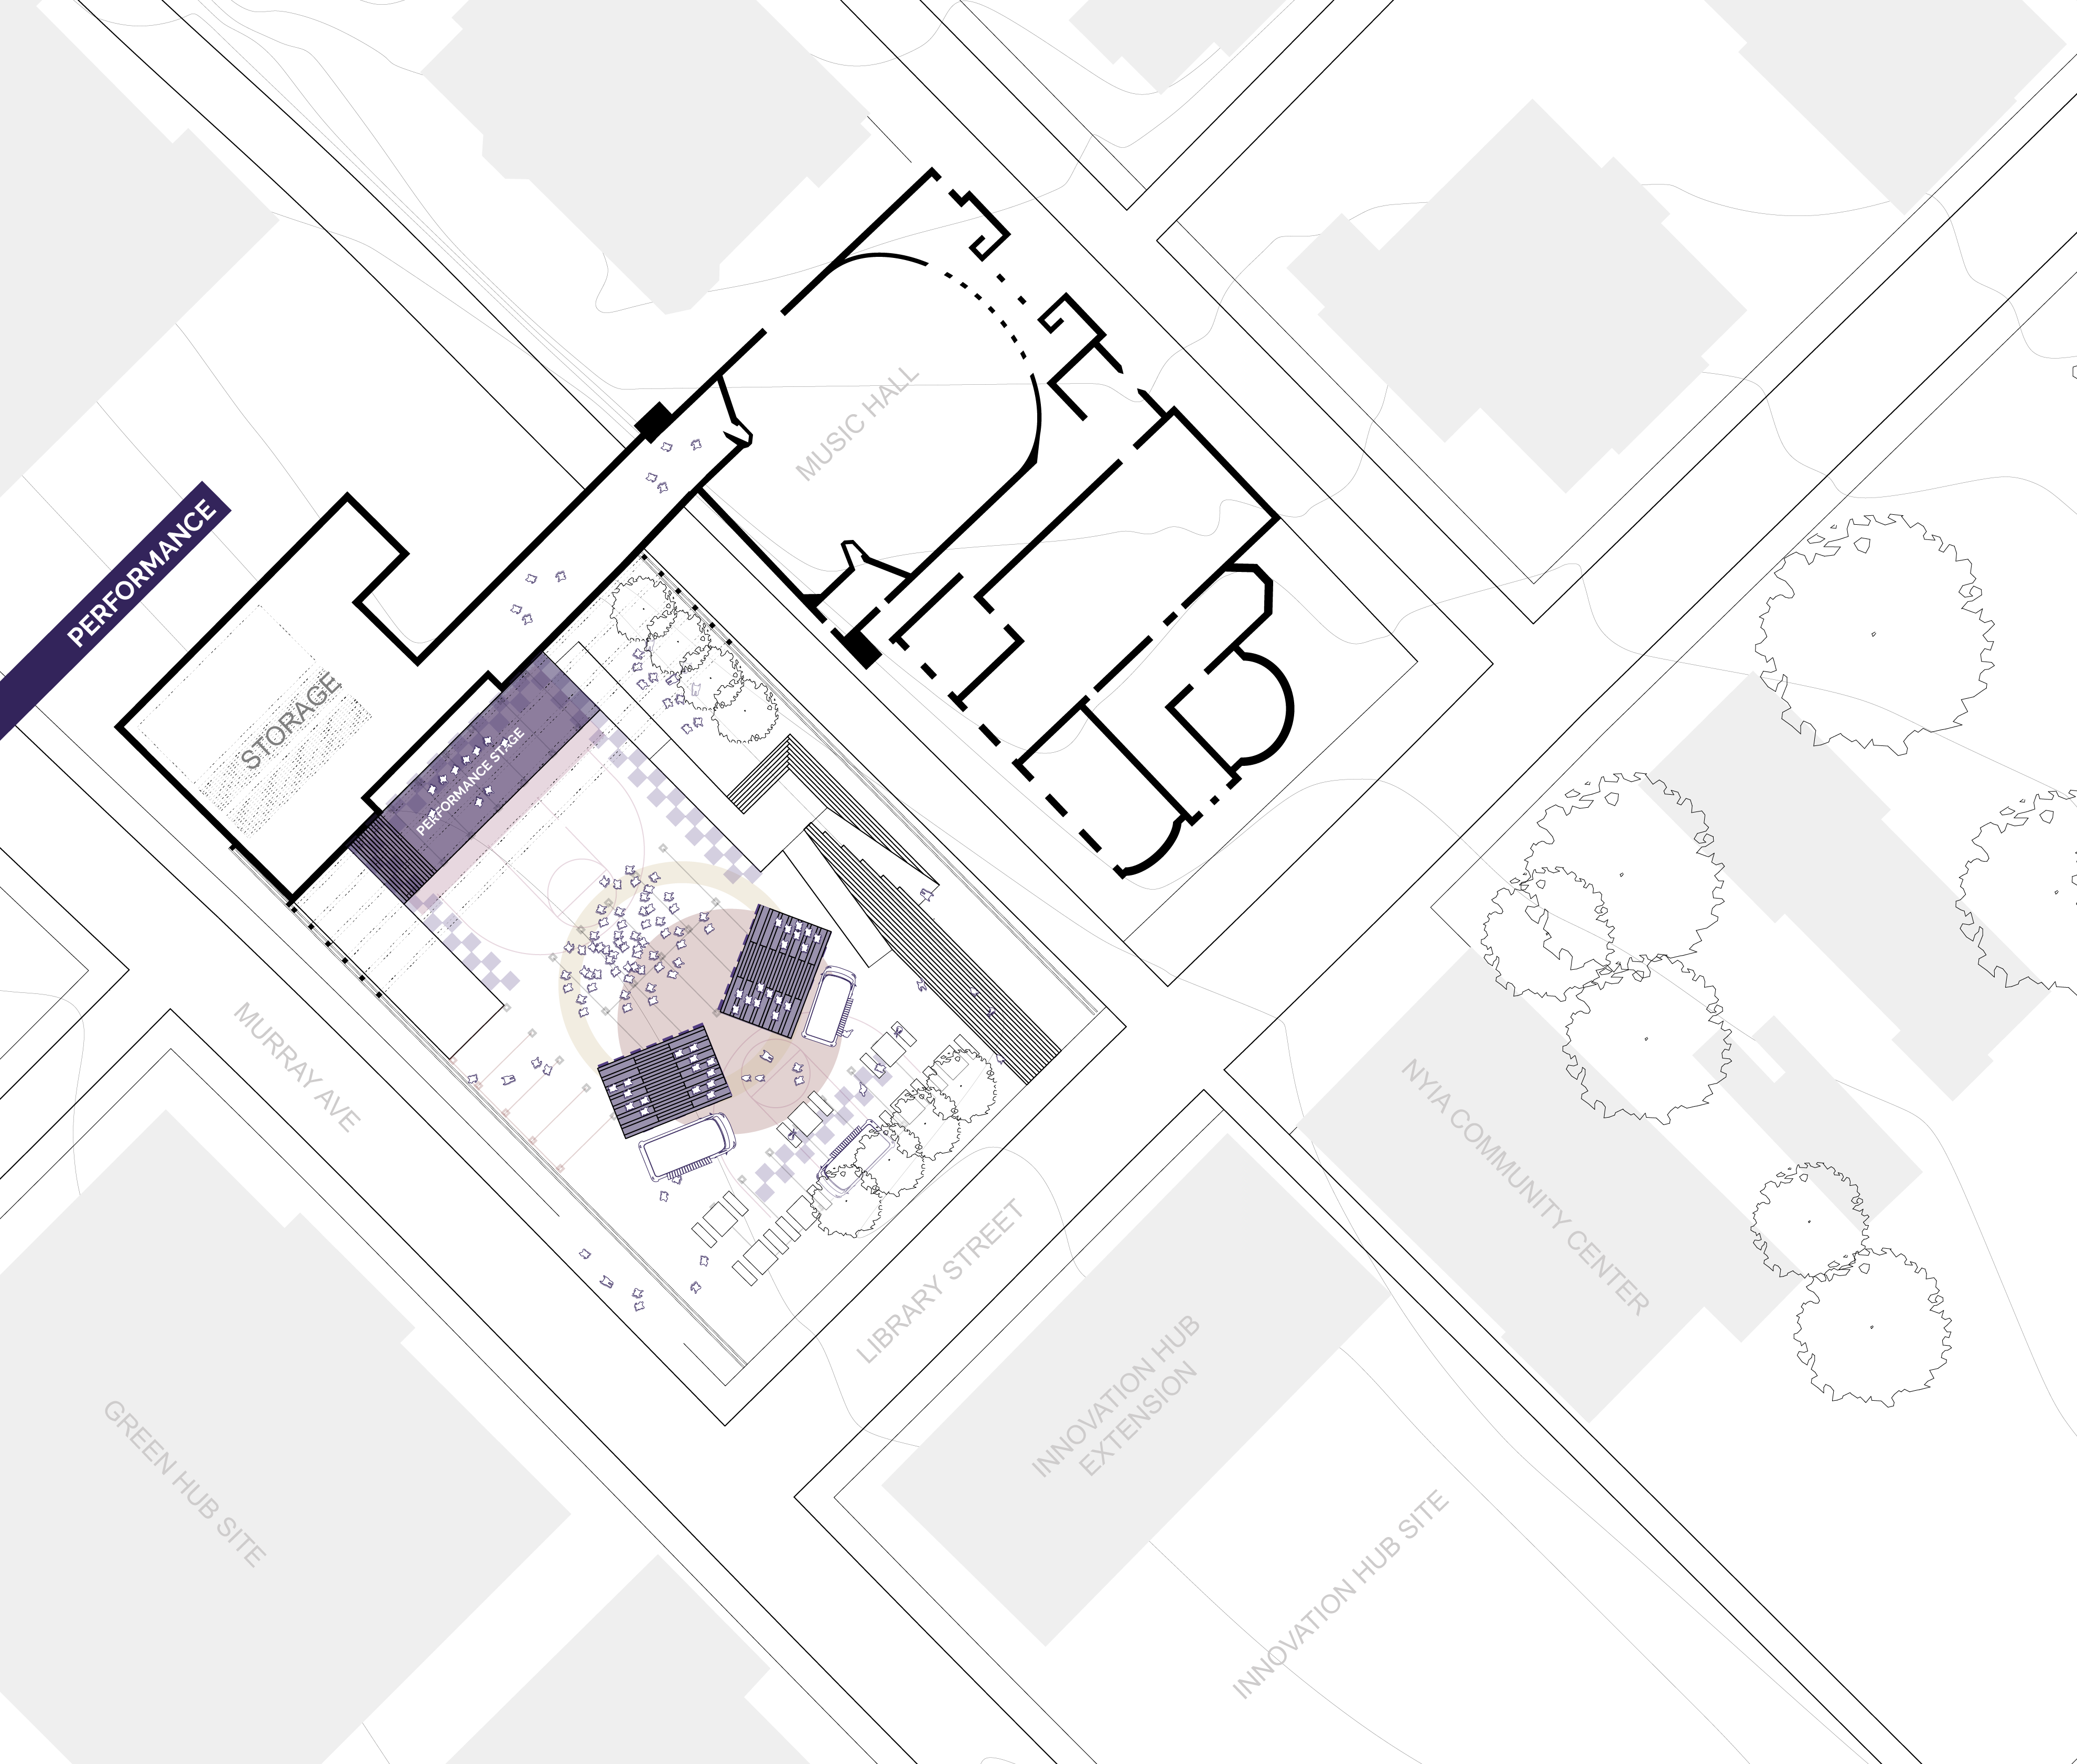 MUSIC HALL
PERFORMANCE
STORAGE
PERFORMANCE STAGE
MURRAY AVE
NYIA COMMUNITY CENTER
LIBRARY STREET
INNOVATION HUB
EXTENSION
GREEN HUB SITE
INNOVATION HUB SITE